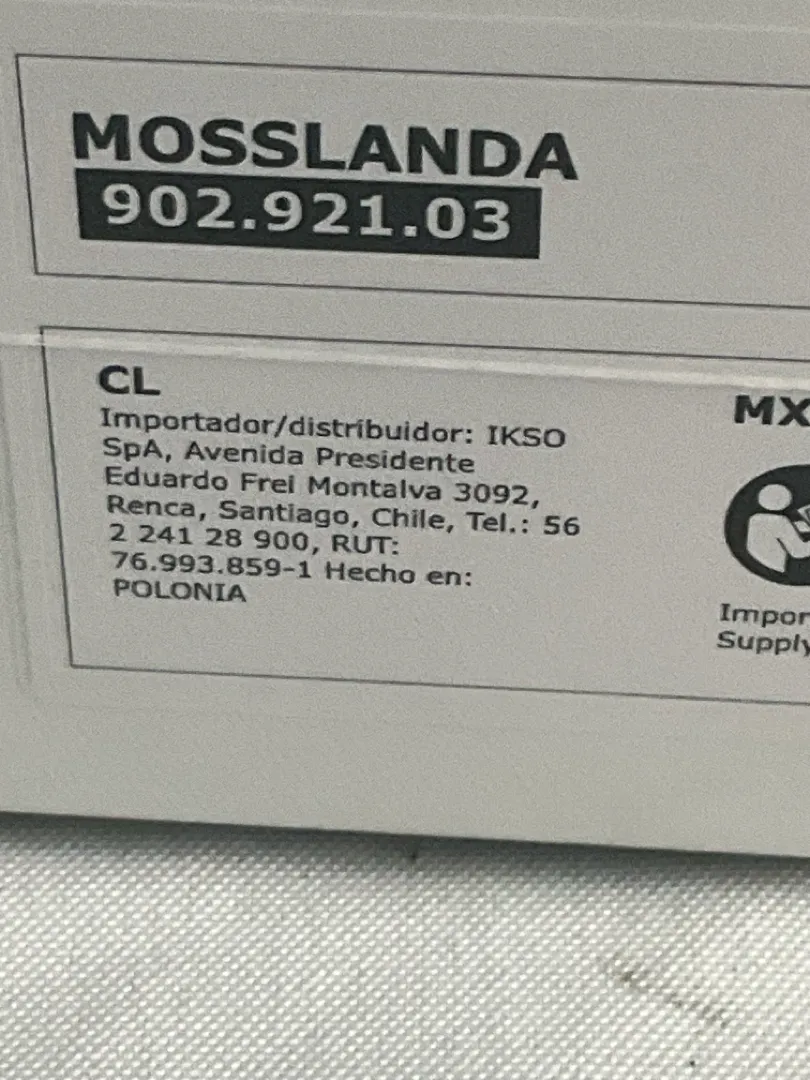 MOSSLANDA
902.921.03
CL
Importador/distribuidor: IKSO
SpA, Avenida Presidente
Eduardo Frei Montalva 3092,
Renca, Santiago, Chile, Tel.: 56
2 241 28 900, RUT:
76.993.859-1 Hecho en:
POLONIA
MX
Impor
Supply